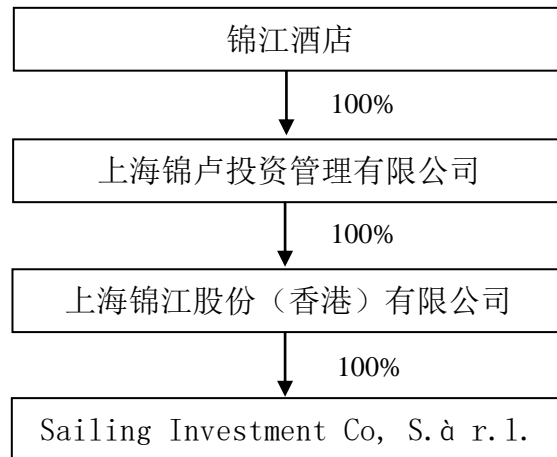 锦江酒店
100%
上海锦卢投资管理有限公司
100%
上海锦江股份（香港）有限公司
100%
Sailing Investment Co, S.à r.l.